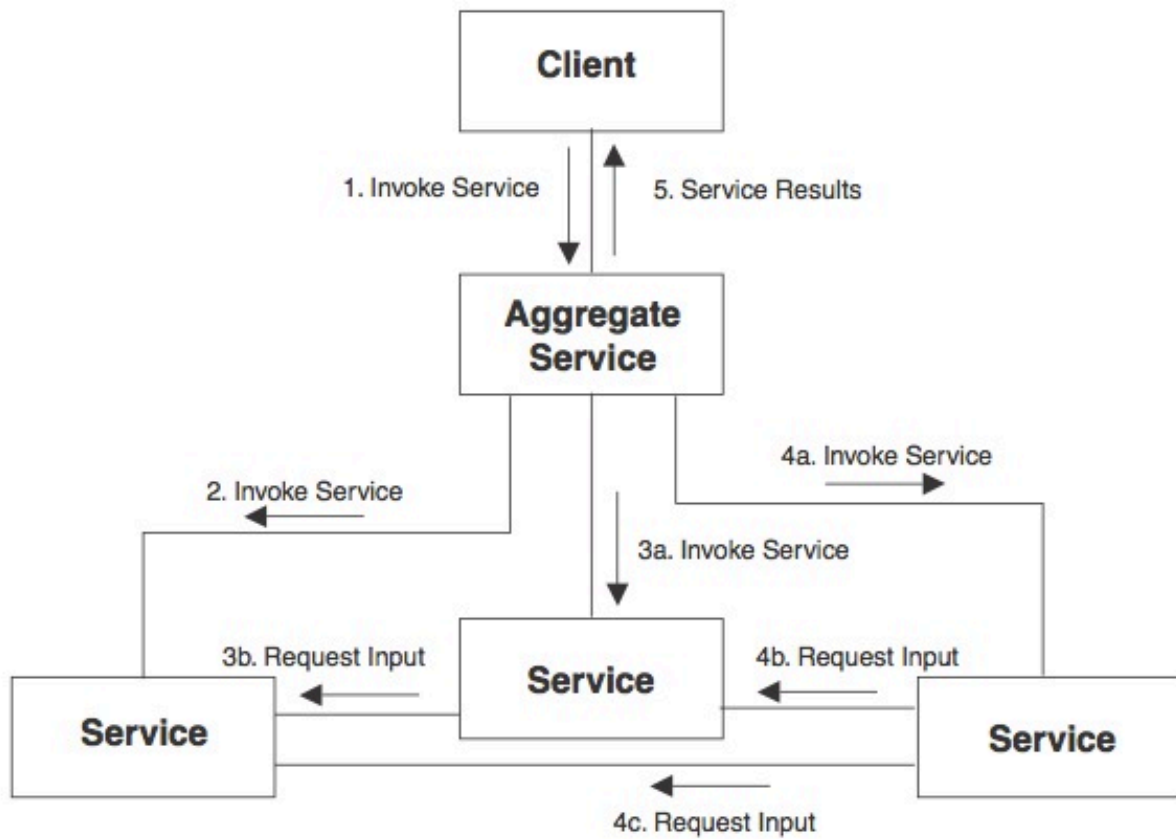 Client
1. Invoke Service
5. Service Results
Aggregate
Service
4a. Invoke Service
2. Invoke Service
3a. Invoke Service
3b. Request Input
4b. Request Input
Service
Service
Service
4c. Request Input